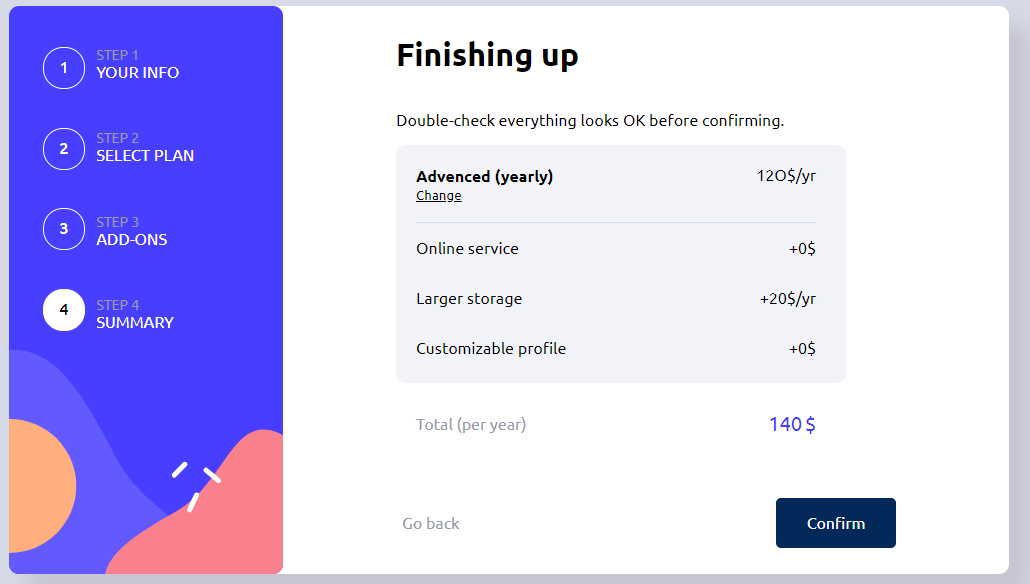 1
STEP 1
YOUR INFO
2
STEP 2
SELECT PLAN
3
STEP 3
ADD-ONS
4
STEP 4
SUMMARY
Finishing up
Double-check everything looks OK before confirming.
Advenced (yearly) 12O$/yr
Change
Online service +0$
Larger storage +20$/yr
Customizable profile +0$
Total (per year) 140$
Go back Confirm